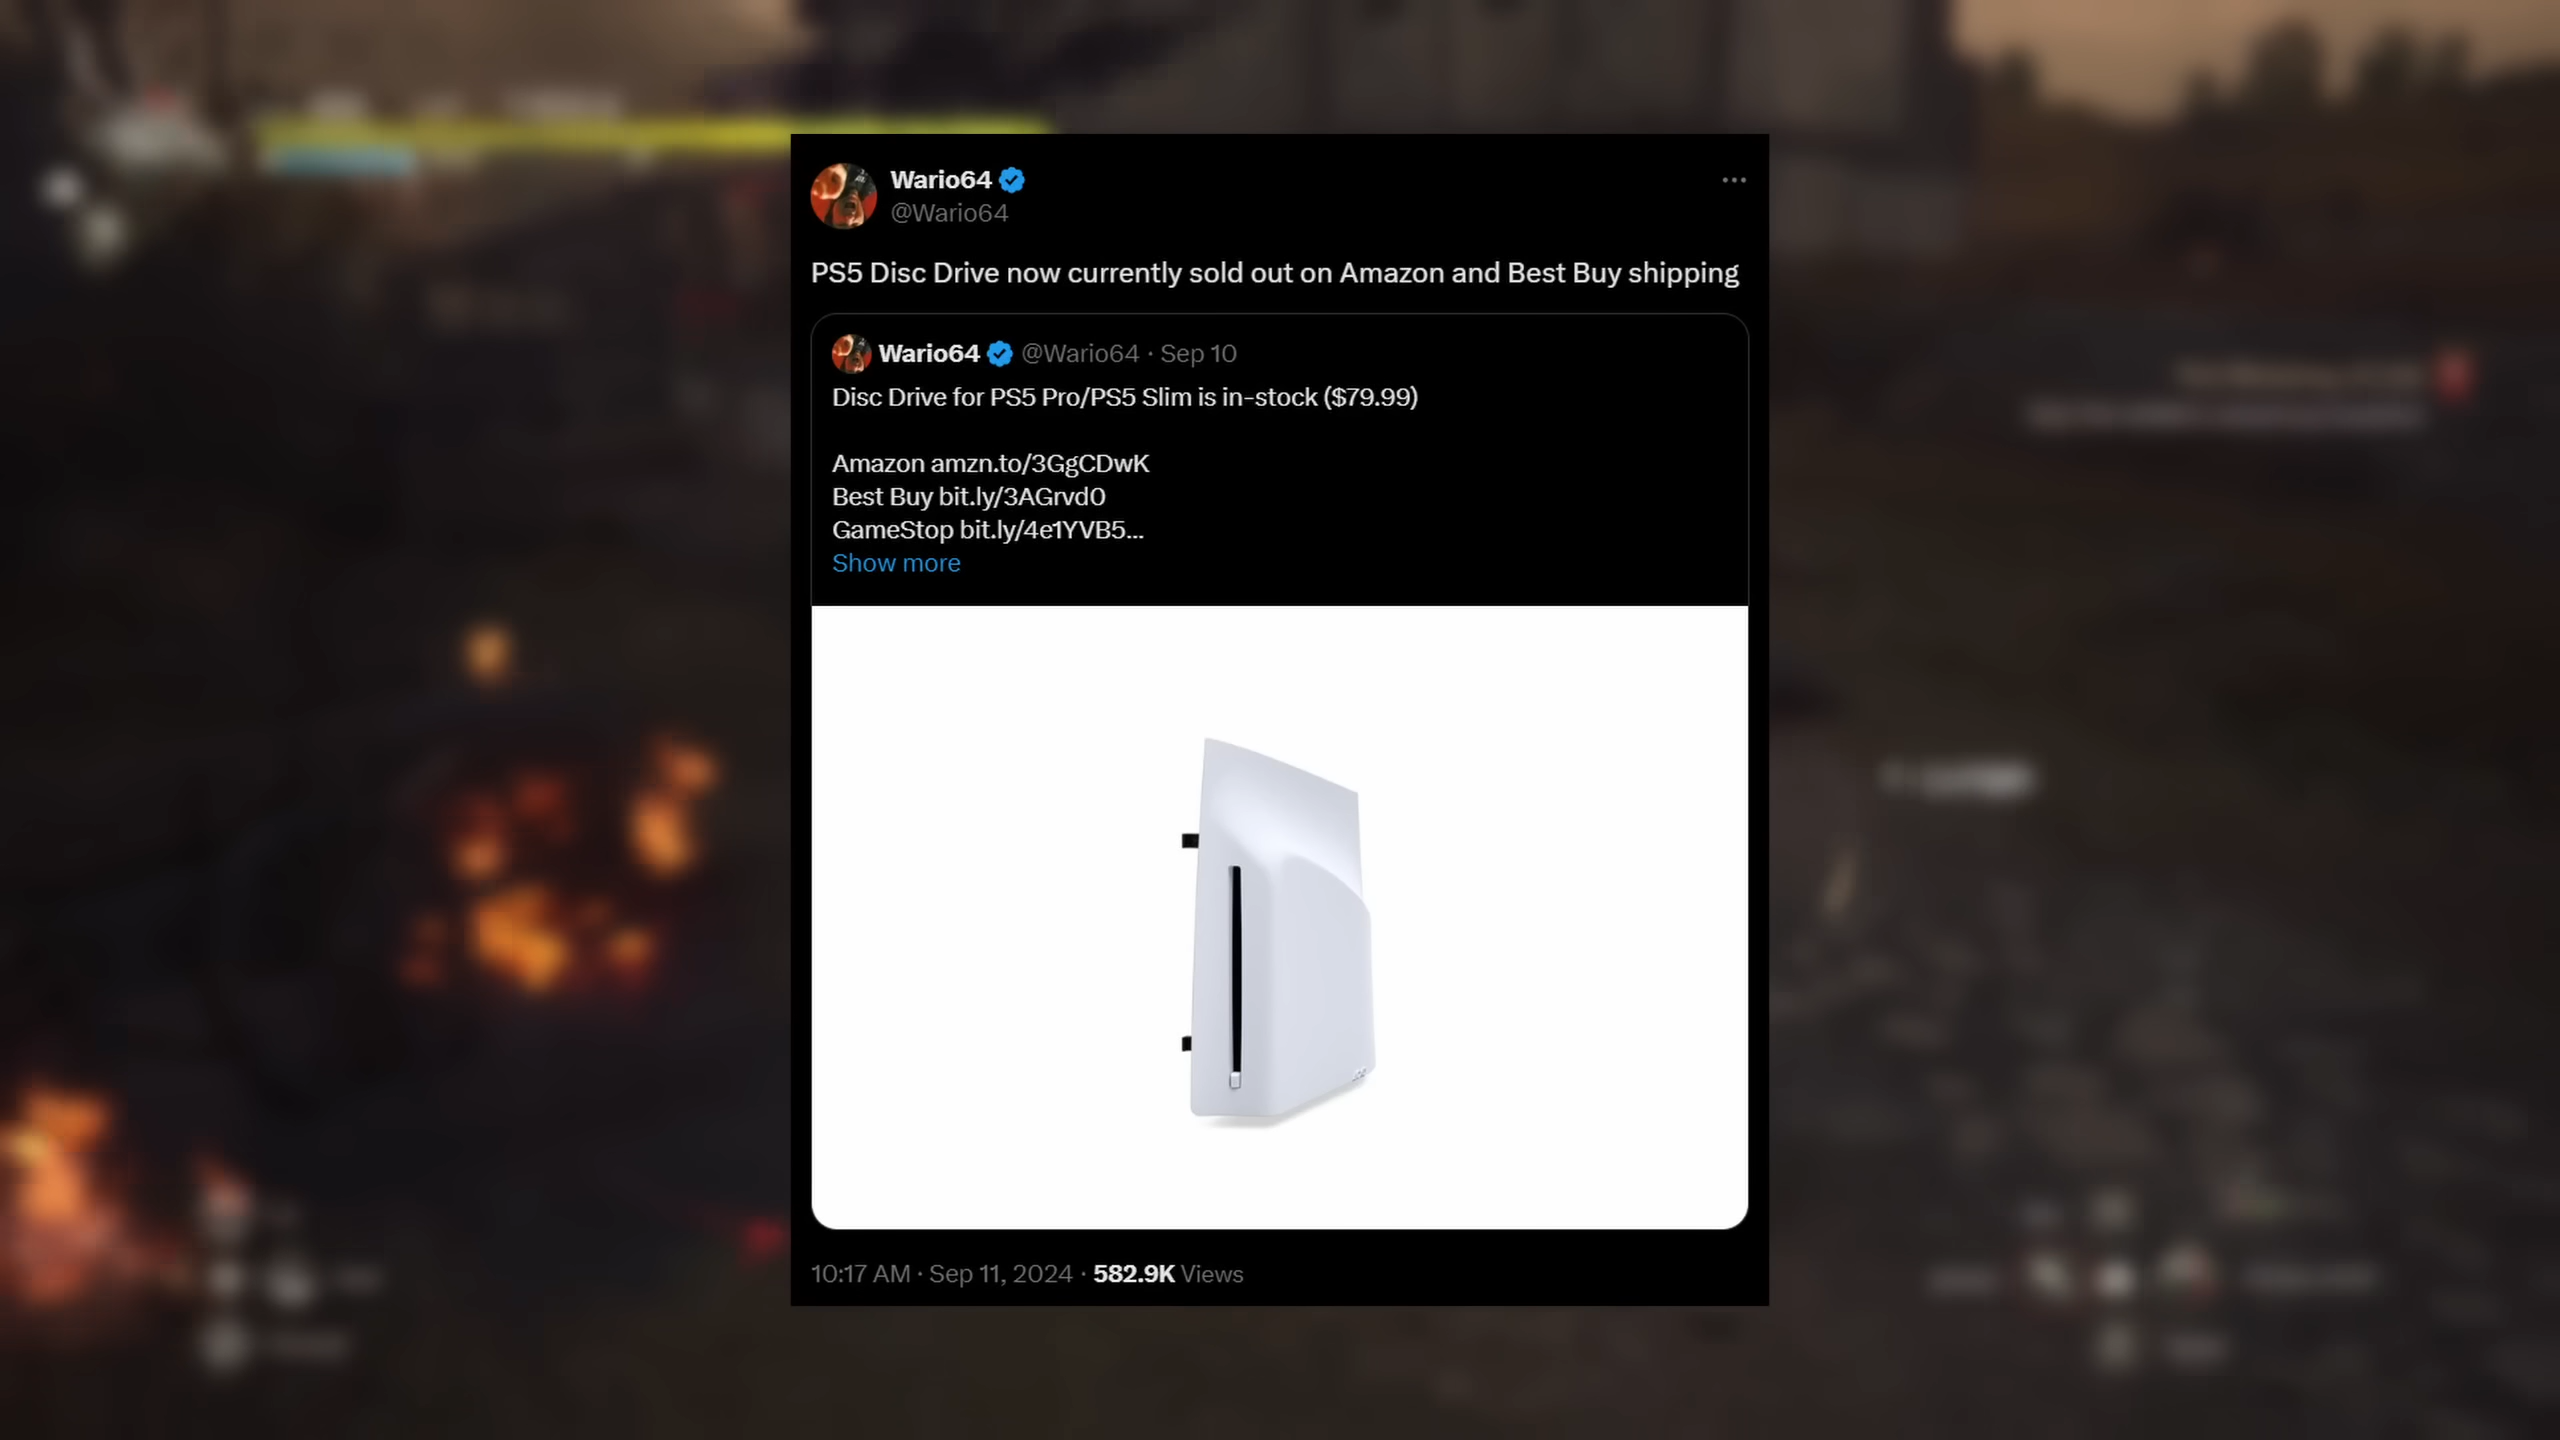 Wario64
@Wario64
PS5 Disc Drive now currently sold out on Amazon and Best Buy shipping
Wario64 @Wario64 · Sep 10
Disc Drive for PS5 Pro/PS5 Slim is in-stock ($79.99)
Amazon amzn.to/3GgCDwK
Best Buy bit.ly/3AGrvd0
GameStop bit.ly/4e1YVB5...
Show more
10:17 AM · Sep 11, 2024 · 582.9K Views